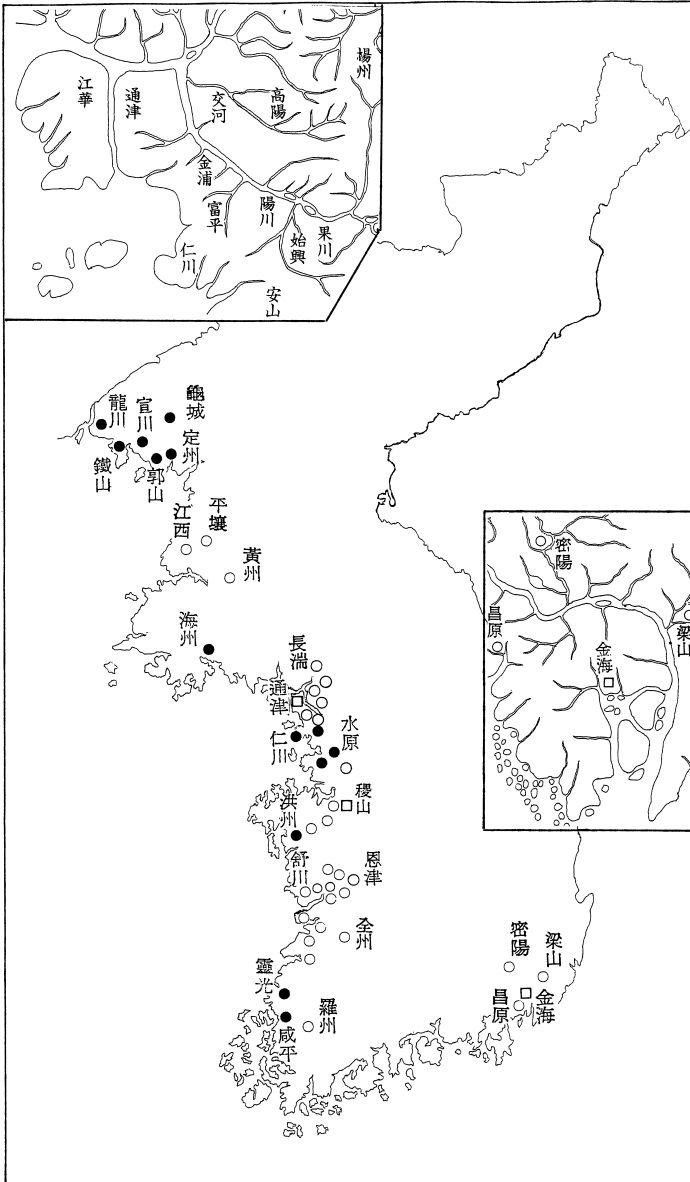 江華
通津
交河
高陽
楊州
金浦
富平
陽川
始興
果川
仁川
安山
龍川
宣川
龜城
鐵山
郭山
定州
江西
平壤
黃州
海州
長湍
通津
仁川
水原
稷山
洪州
舒川
恩津
全州
靈光
羅州
咸平
密陽
昌原
金海
梁山
密陽
梁山
昌原
金海